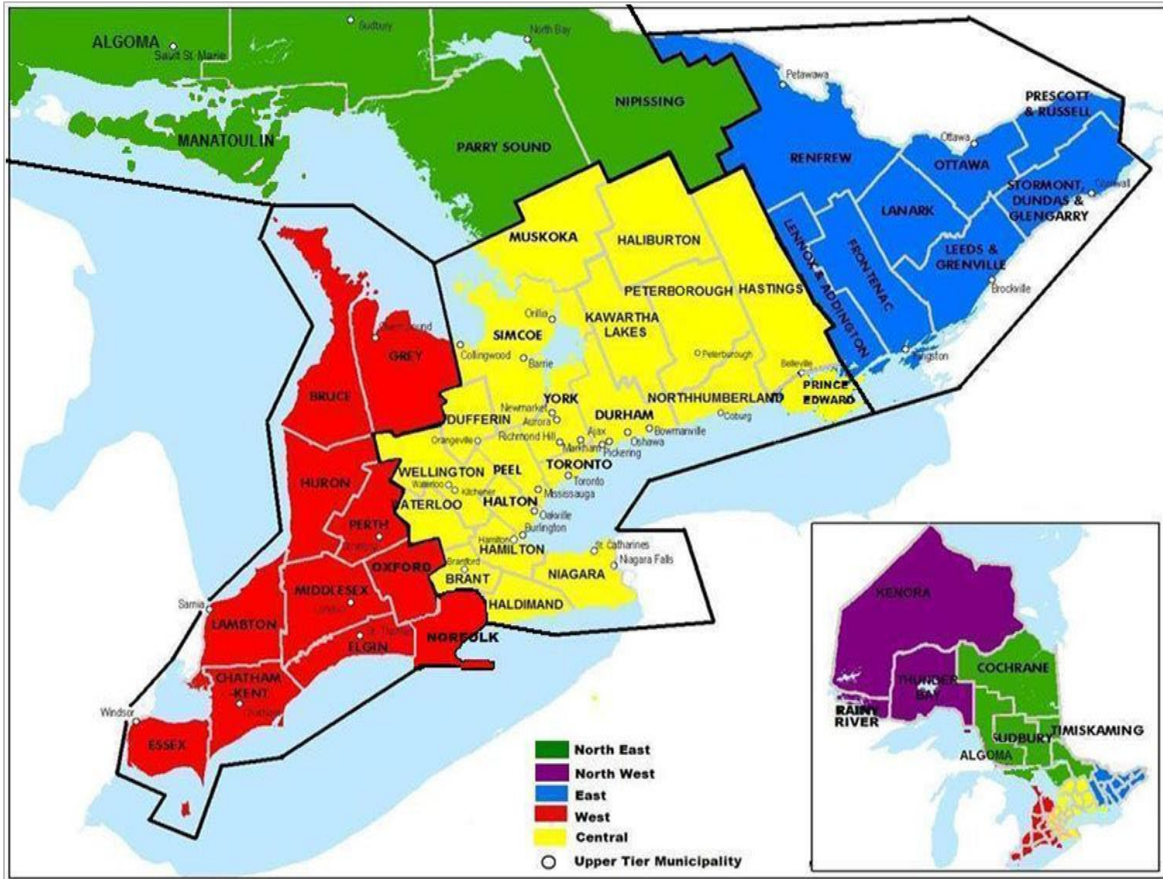 ALGOMA
Sault St. Marie
Sudbury
North Bay
MANATOULIN
PARRY SOUND
NIPISSING
Petawawa
PRESCOTT
& RUSSELL
RENFREW
Ottawa
OTTAWA
Cornwall
STORMONT,
DUNDAS &
GLENGARRY
LANARK
LENNOX & ADDINGTON
FRONTENAC
LEEDS &
GRENVILLE
Brockville
Kingston
MUSKOKA
HALIBURTON
PETERBOROUGH
HASTINGS
KAWARTHA
LAKES
Orillia
SIMCOE
Collingwood
Barrie
Peterborough
Belleville
PRINCE
EDWARD
GREY
BRUCE
YORK
Newmarket
Aurora
DUFFERIN
Richmond Hill
Orangeville
DURHAM
NORTHHUMBERLAND
Coburg
Bowmanville
Ajax
Oshawa
Markham
Pickering
HURON
WELLINGTON
PEEL
TORONTO
Toronto
Waterloo
Kitchener
WATERLOO
HALTON
Mississauga
Oakville
Burlington
PERTH
Hamilton
HAMILTON
St. Catharines
Niagara Falls
NIAGARA
OXFORD
Brantford
BRANT
HALDIMAND
MIDDLESEX
London
Sarnia
LAMBTON
St. Thomas
ELGIN
NORFOLK
CHATHAM
-KENT
Chatham
Windsor
ESSEX
North East
North West
East
West
Central
Upper Tier Municipality
KENORA
THUNDER
BAY
RAINY
RIVER
COCHRANE
SUDBURY
TIMISKAMING
ALGOMA